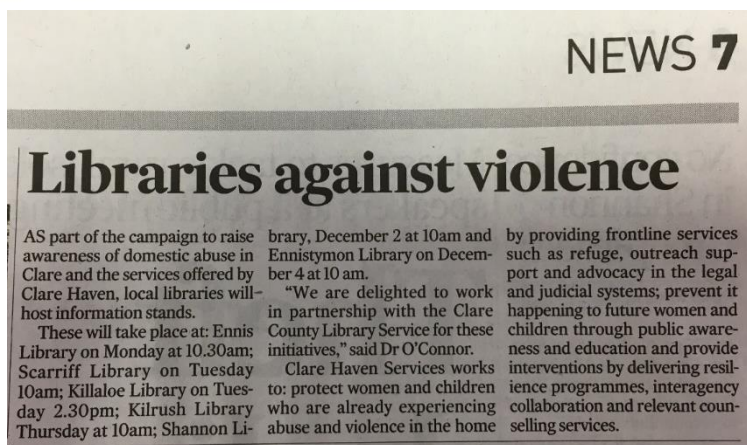 NEWS 7
Libraries against violence
AS part of the campaign to raise
awareness of domestic abuse in
Clare and the services offered by
Clare Haven, local libraries will
host information stands.
These will take place at: Ennis
Library on Monday at 10.30am;
Scarriff Library on Tuesday
10am; Killaloe Library on Tues-
day 2.30pm; Kilrush Library
Thursday at 10am; Shannon Li-
brary, December 2 at 10am and
Ennistymon Library on Decem-
ber 4 at 10 am.
"We are delighted to work
in partnership with the Clare
County Library Service for these
initiatives," said Dr O'Connor.
Clare Haven Services works
to: protect women and children
who are already experiencing
abuse and violence in the home
by providing frontline services
such as refuge, outreach sup-
port and advocacy in the legal
and judicial systems; prevent it
happening to future women and
children through public aware-
ness and education and provide
interventions by delivering resil-
ience programmes, interagency
collaboration and relevant coun-
selling services.